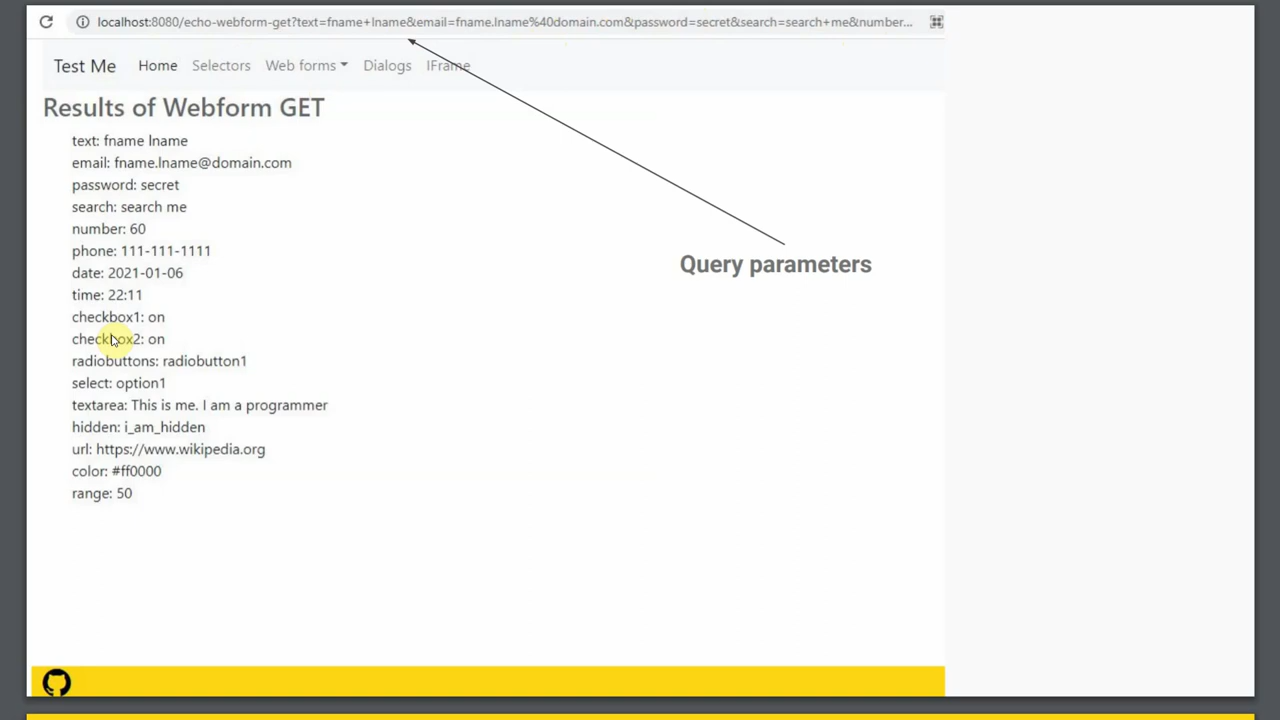 localhost:8080/echo-webform-get?text=fname+lname&email=fname.lname%40domain.com&password=secret&search=search+me&number...
Test Me Home Selectors Web forms Dialogs IFrame
Results of Webform GET
text: fname lname
email: fname.lname@domain.com
password: secret
search: search me
number: 60
phone: 111-111-1111
date: 2021-01-06
time: 22:11
checkbox1: on
checkbox2: on
radiobuttons: radiobutton1
select: option1
textarea: This is me. I am a programmer
hidden: i_am_hidden
url: https://www.wikipedia.org
color: #ff0000
range: 50
Query parameters